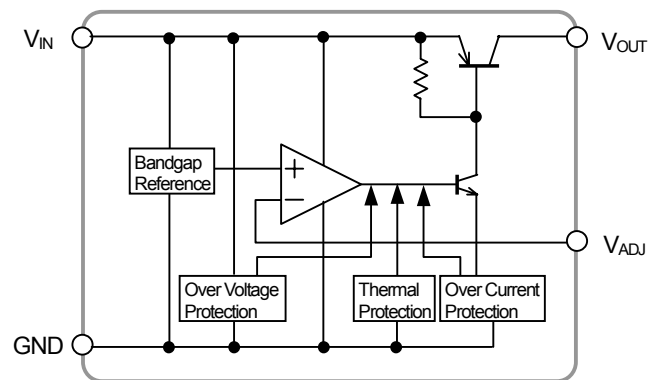 VIN
VOUT
Bandgap
Reference
+
−
VADJ
Over Voltage
Protection
Thermal
Protection
Over Current
Protection
GND